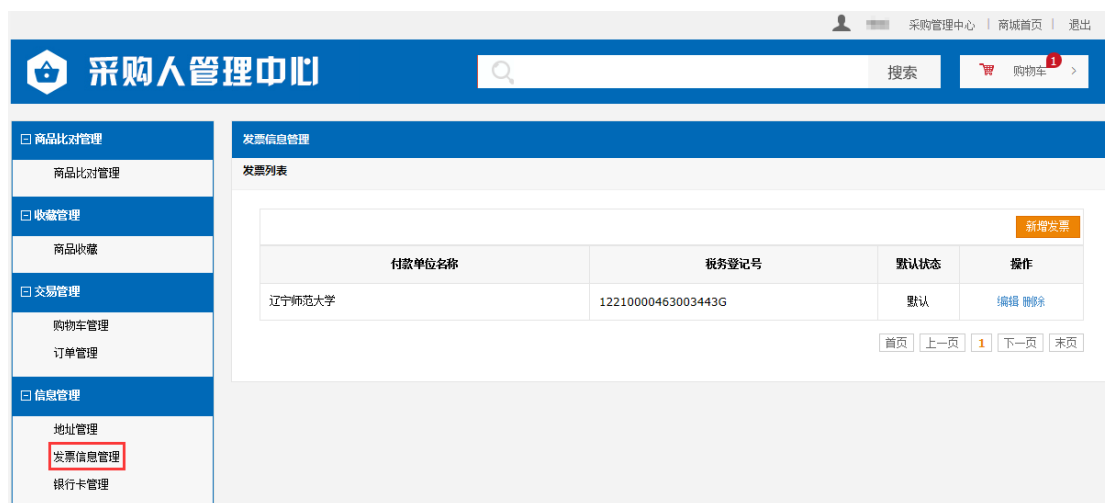 采购管理中心 | 商城首页 | 退出
采购人管理中心
搜索
购物车 1 >
商品比对管理
商品比对管理
收藏管理
商品收藏
交易管理
购物车管理
订单管理
信息管理
地址管理
发票信息管理
银行卡管理
发票信息管理
发票列表
新增发票
付款单位名称 税务登记号 默认状态 操作
辽宁师范大学 12210000463003443G 默认 编辑 删除
首页 上一页 1 下一页 末页